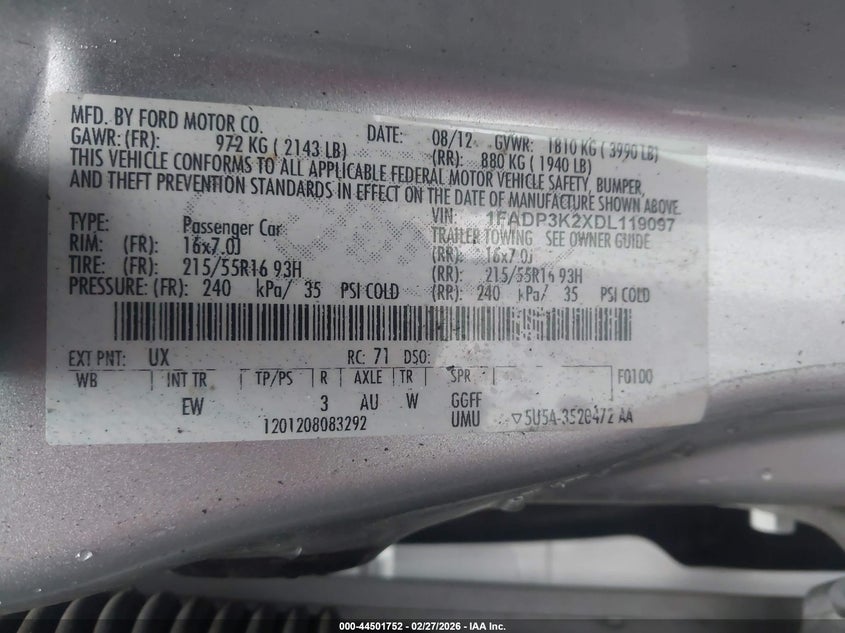 MFD. BY FORD MOTOR CO. DATE: 08/12 GVWR: 1810 KG ( 3990 LB)
GAWR: (FR): 972 KG ( 2143 LB) (RR): 880 KG ( 1940 LB)
THIS VEHICLE CONFORMS TO ALL APPLICABLE FEDERAL MOTOR VEHICLE SAFETY, BUMPER,
AND THEFT PREVENTION STANDARDS IN EFFECT ON THE DATE OF MANUFACTURE SHOWN ABOVE.
VIN: 1FADP3K2XDL119097
TYPE: Passenger Car TRAILER TOWING SEE OWNER GUIDE
RIM: (FR): 16x7.0J (RR): 16x7.0J
TIRE: (FR): 215/55R16 93H (RR): 215/55R16 93H
PRESSURE: (FR): 240 kPa/ 35 PSI COLD (RR): 240 kPa/ 35 PSI COLD
EXT PNT: UX RC: 71 DSO:
WB INT TR TP/PS R AXLE TR SPR F0100
EW 3 AU W GGFF
1201208083292 UMU ▽5U5A-3520472 AA
000-44501752 - 02/27/2026 - IAA Inc.